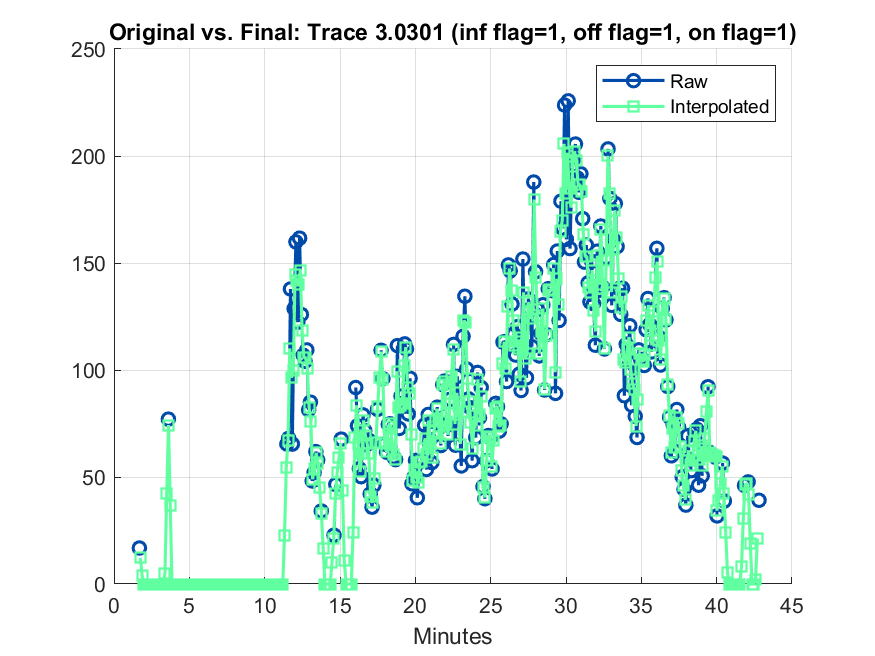 Original vs. Final: Trace 3.0301 (inf flag=1, off flag=1, on flag=1)
250
200
150
100
50
0
Raw
Interpolated
0 5 10 15 20 25 30 35 40 45
Minutes